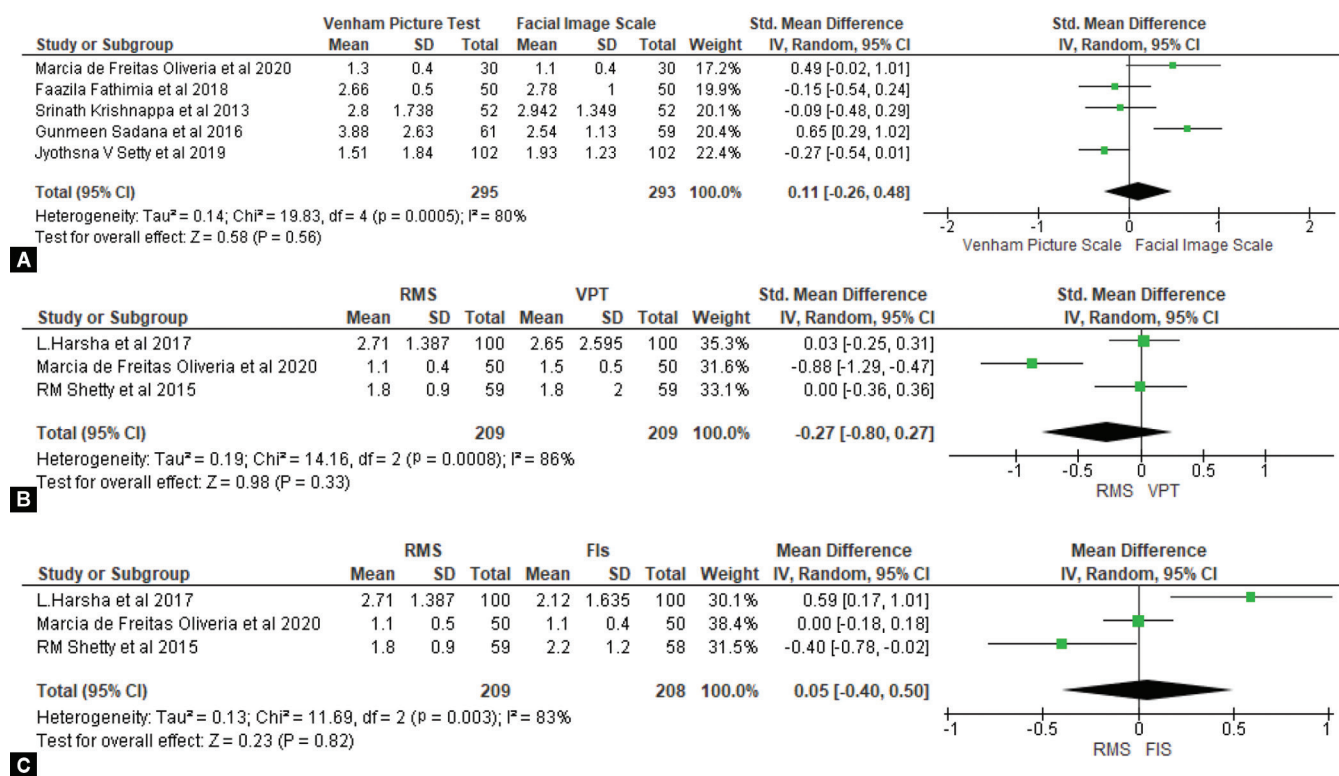 Venham Picture Test Facial Image Scale Std. Mean Difference Std. Mean Difference
Study or Subgroup Mean SD Total Mean SD Total Weight IV, Random, 95% CI IV, Random, 95% CI
Marcia de Freitas Oliveria et al 2020 1.3 0.4 30 1.1 0.4 30 17.2% 0.49 [-0.02, 1.01]
Faazila Fathimia et al 2018 2.66 0.5 50 2.78 1 50 19.9% -0.15 [-0.54, 0.24]
Srinath Krishnappa et al 2013 2.8 1.738 52 2.942 1.349 52 20.1% -0.09 [-0.48, 0.29]
Gunmeen Sadana et al 2016 3.88 2.63 61 2.54 1.13 59 20.4% 0.65 [0.29, 1.02]
Jyothsna V Setty et al 2019 1.51 1.84 102 1.93 1.23 102 22.4% -0.27 [-0.54, 0.01]
Total (95% CI) 295 293 100.0% 0.11 [-0.26, 0.48]
Heterogeneity: Tau² = 0.14; Chi² = 19.83, df = 4 (p = 0.0005); I² = 80%
Test for overall effect: Z = 0.58 (P = 0.56)
-2 -1 0 1 2
Venham Picture Scale Facial Image Scale
A
RMS VPT Std. Mean Difference Std. Mean Difference
Study or Subgroup Mean SD Total Mean SD Total Weight IV, Random, 95% CI IV, Random, 95% CI
L.Harsha et al 2017 2.71 1.387 100 2.65 2.595 100 35.3% 0.03 [-0.25, 0.31]
Marcia de Freitas Oliveria et al 2020 1.1 0.4 50 1.5 0.5 50 31.6% -0.88 [-1.29, -0.47]
RM Shetty et al 2015 1.8 0.9 59 1.8 2 59 33.1% 0.00 [-0.36, 0.36]
Total (95% CI) 209 209 100.0% -0.27 [-0.80, 0.27]
Heterogeneity: Tau² = 0.19; Chi² = 14.16, df = 2 (p = 0.0008); I² = 86%
Test for overall effect: Z = 0.98 (P = 0.33)
-1 -0.5 0 0.5 1
RMS VPT
B
RMS FIs Mean Difference Mean Difference
Study or Subgroup Mean SD Total Mean SD Total Weight IV, Random, 95% CI IV, Random, 95% CI
L.Harsha et al 2017 2.71 1.387 100 2.12 1.635 100 30.1% 0.59 [0.17, 1.01]
Marcia de Freitas Oliveria et al 2020 1.1 0.5 50 1.1 0.4 50 38.4% 0.00 [-0.18, 0.18]
RM Shetty et al 2015 1.8 0.9 59 2.2 1.2 58 31.5% -0.40 [-0.78, -0.02]
Total (95% CI) 209 208 100.0% 0.05 [-0.40, 0.50]
Heterogeneity: Tau² = 0.13; Chi² = 11.69, df = 2 (p = 0.003); I² = 83%
Test for overall effect: Z = 0.23 (P = 0.82)
-1 -0.5 0 0.5 1
RMS FIS
C